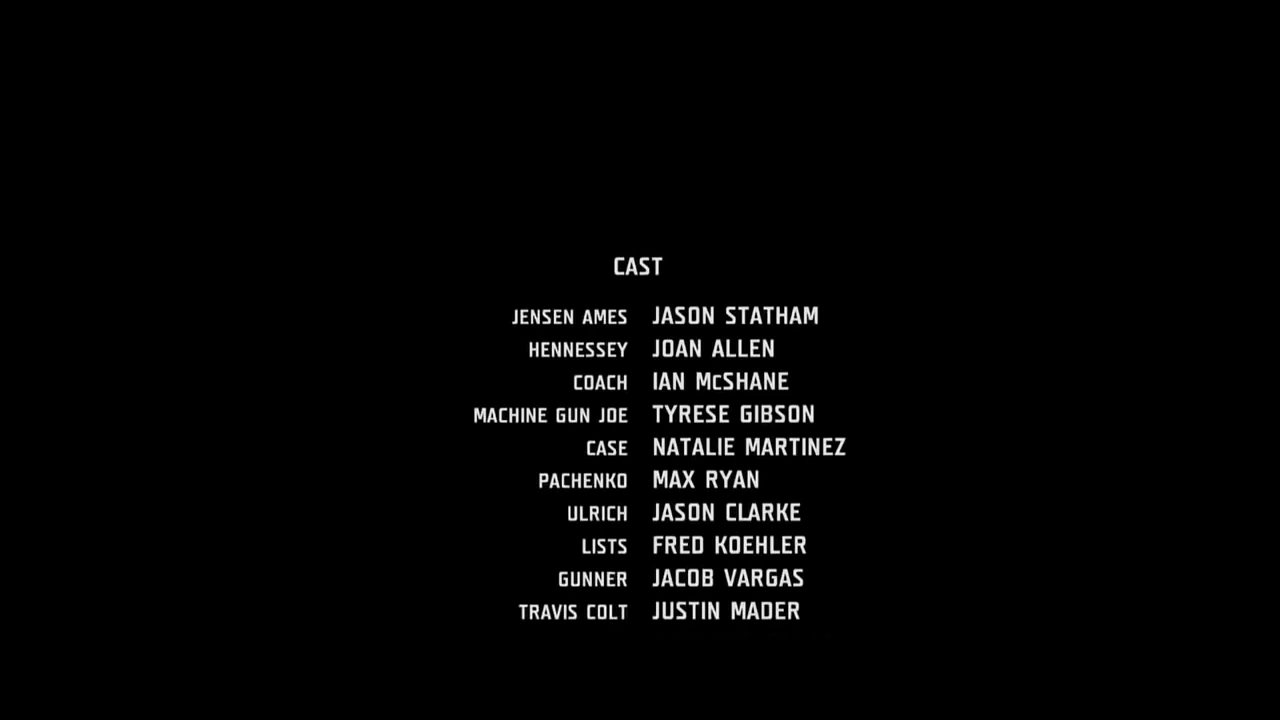 CAST
JENSEN AMES JASON STATHAM
HENNESSEY JOAN ALLEN
COACH IAN McSHANE
MACHINE GUN JOE TYRESE GIBSON
CASE NATALIE MARTINEZ
PACHENKO MAX RYAN
ULRICH JASON CLARKE
LISTS FRED KOEHLER
GUNNER JACOB VARGAS
TRAVIS COLT JUSTIN MADER